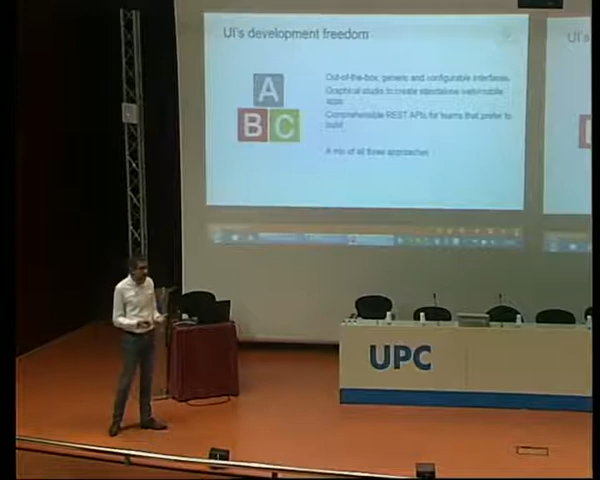 UI's development freedom
UI's
A
B C
Out-of-the-box, generic and configurable interfaces
Graphical studio to create standalone web/mobile
apps
Comprehensible REST APIs for teams that prefer to
build
A mix of all three approaches
UPC